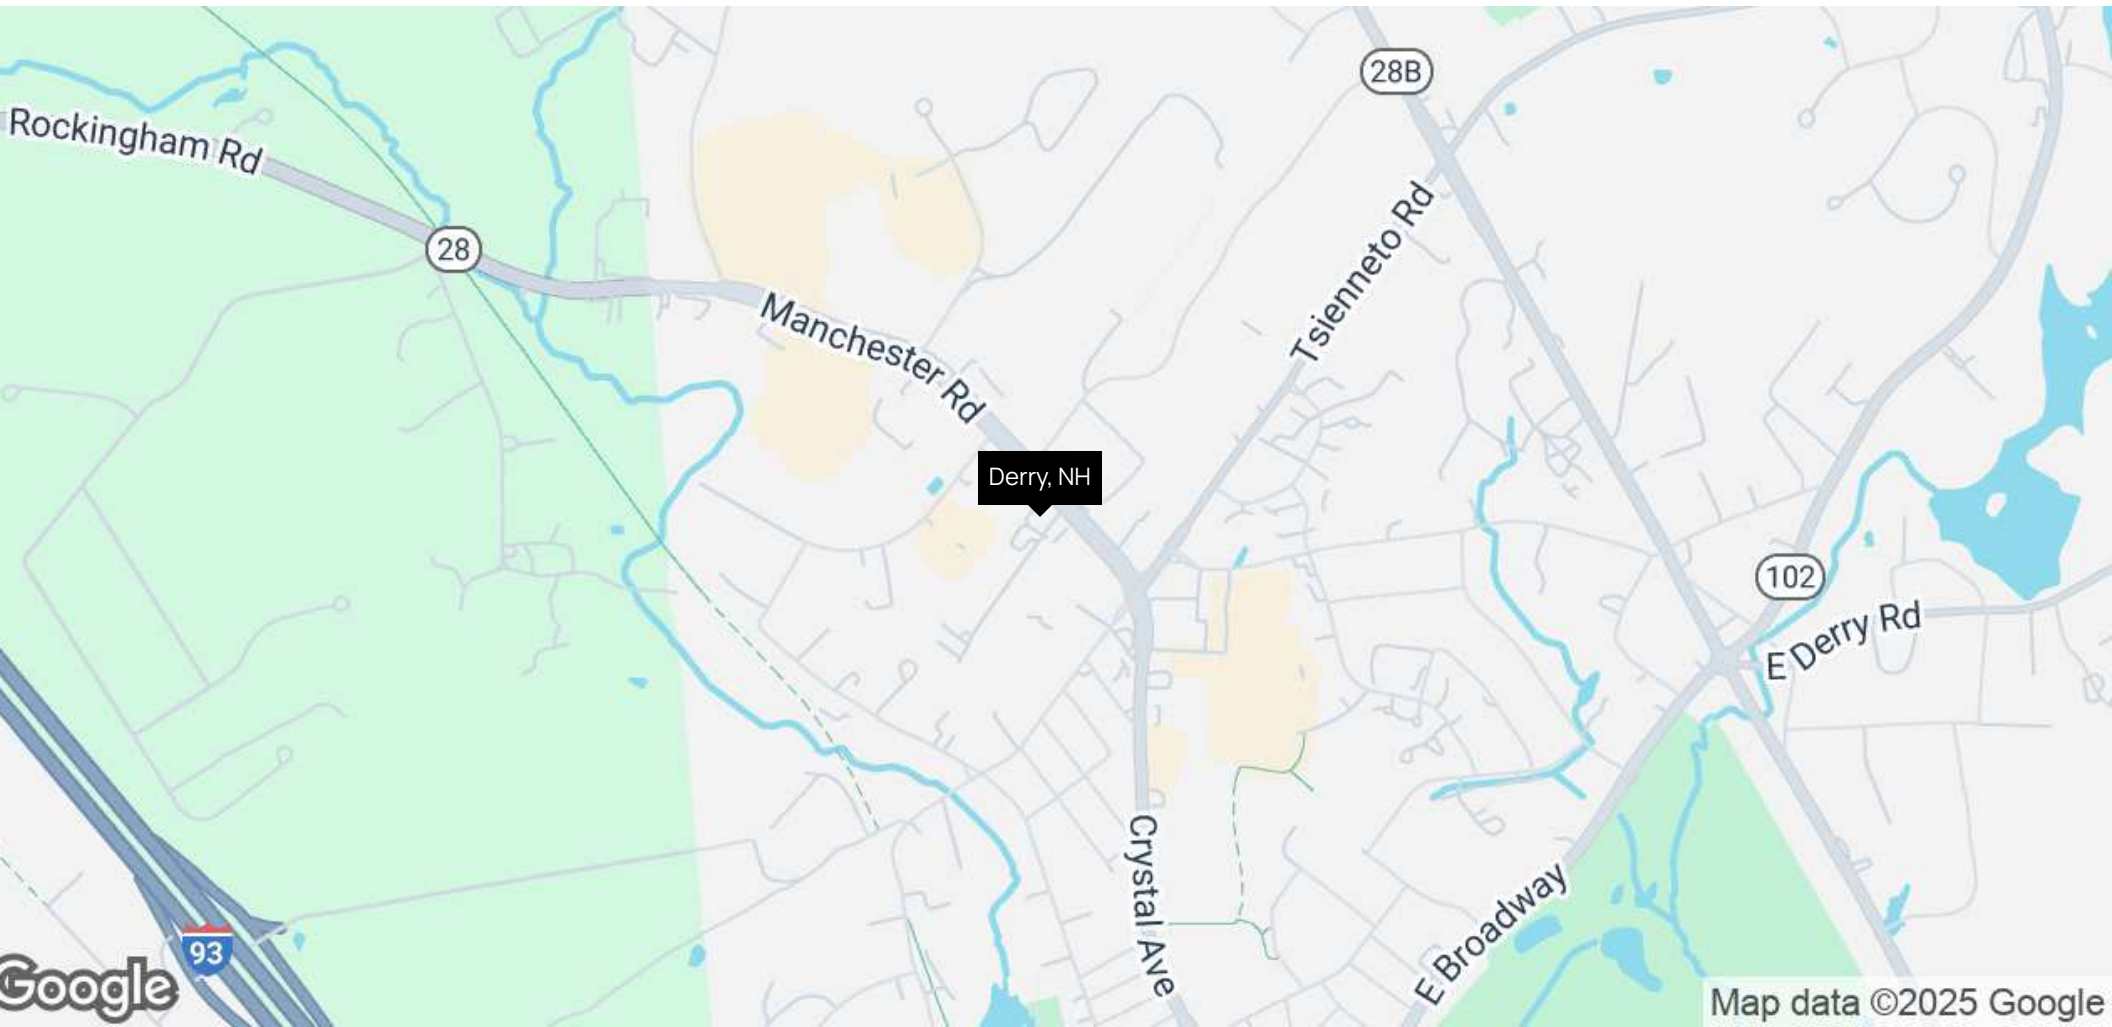 28B
Rockingham Rd
28
Tsienneto Rd
Manchester Rd
Derry, NH
102
E Derry Rd
Crystal Ave
E Broadway
93
Google
Map data ©2025 Google